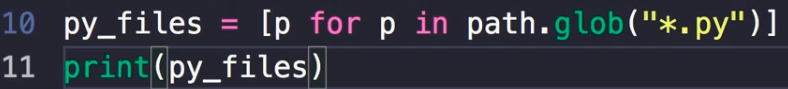 10 py_files = [p for p in path.glob("*.py")]
11 print(py_files)